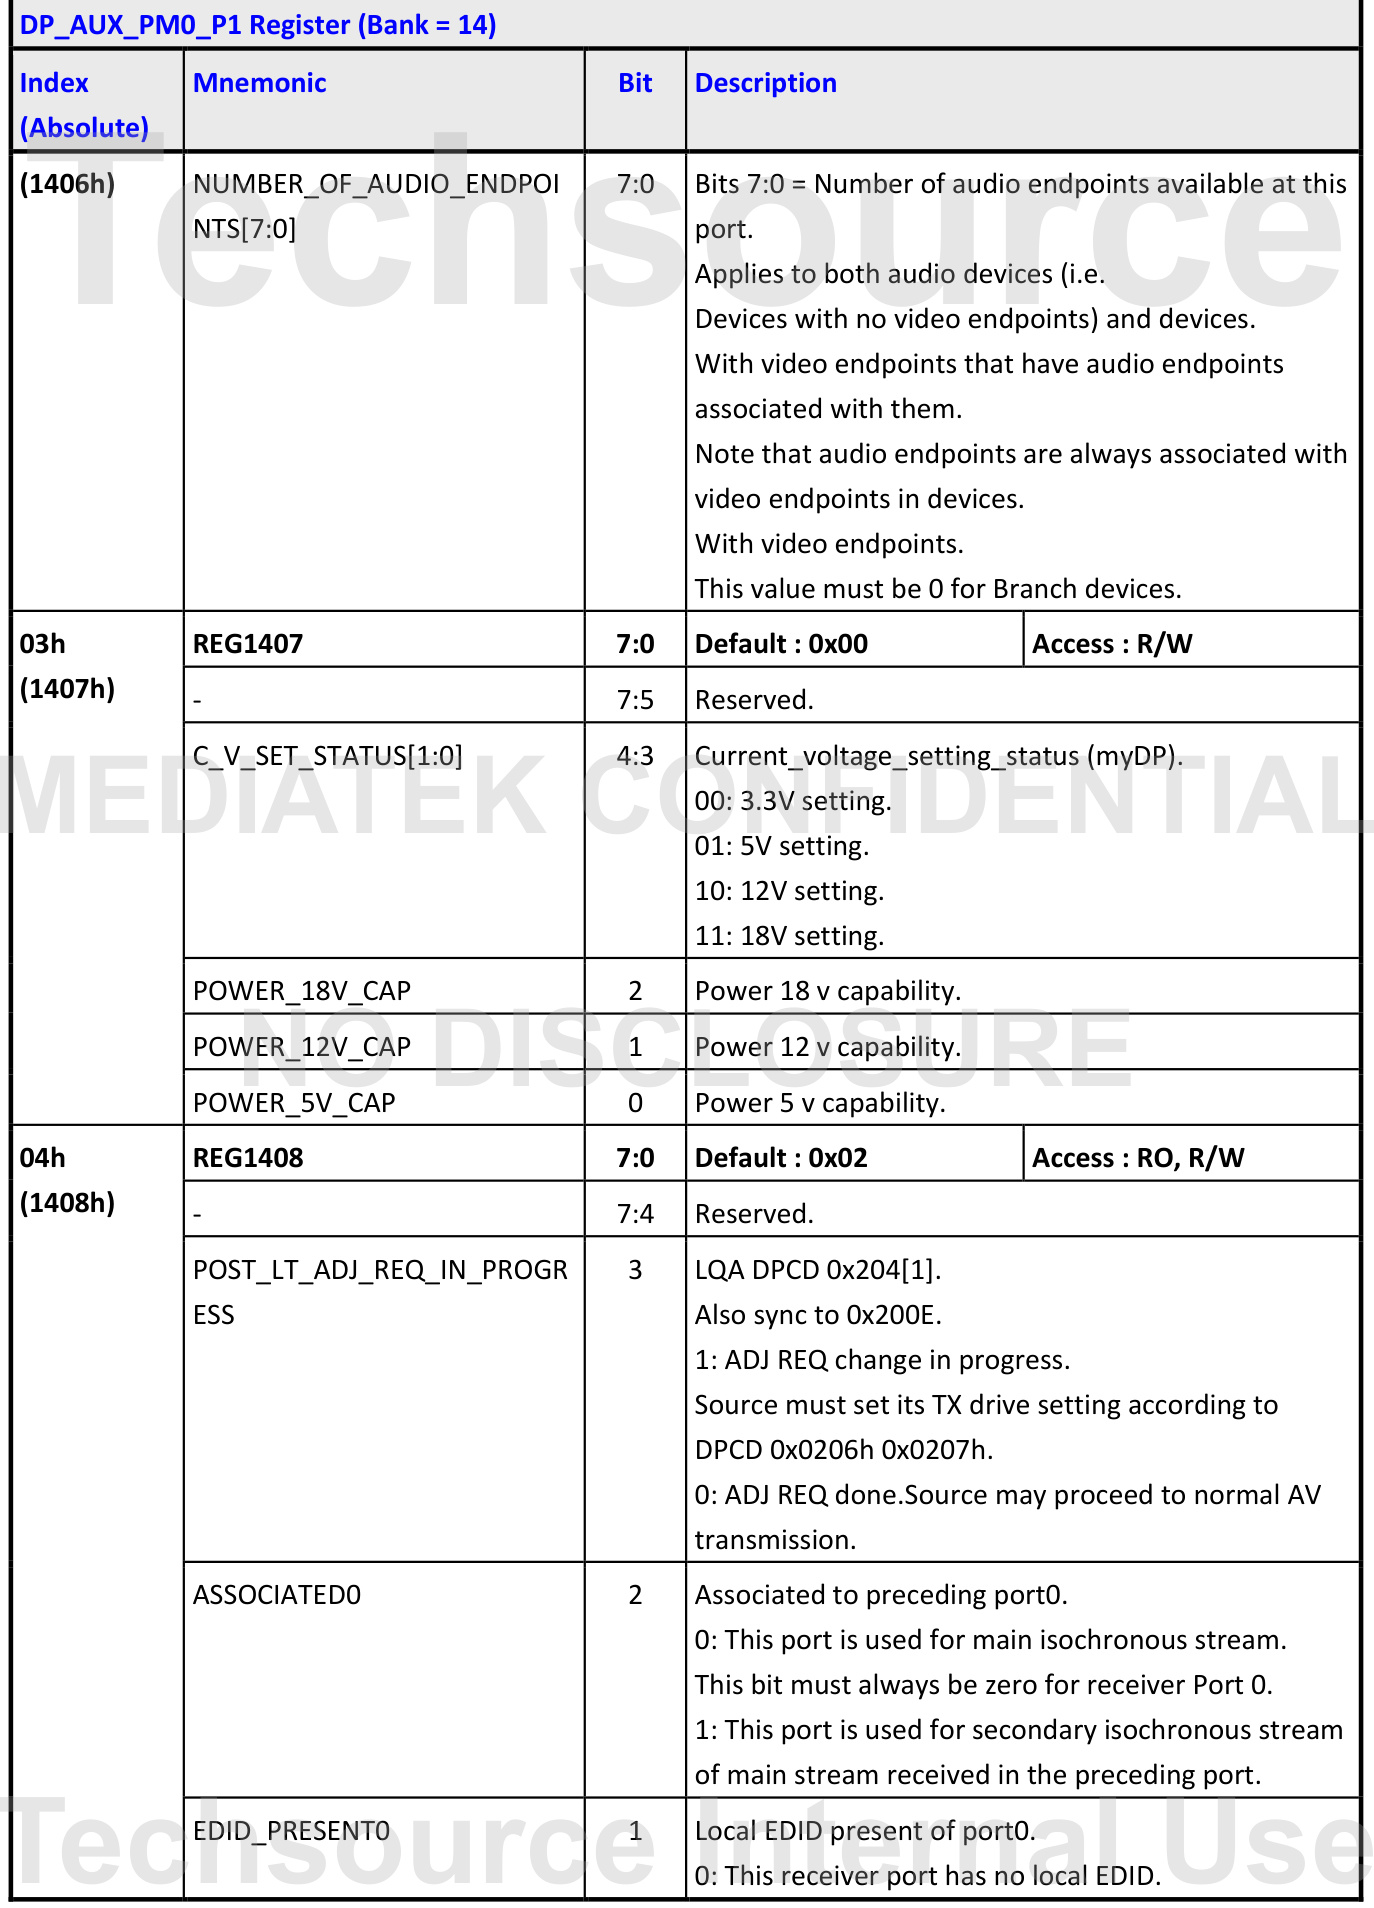 DP_AUX_PM0_P1 Register (Bank = 14)
Index
(Absolute)
Mnemonic
Bit
Description
(1406h)
NUMBER_OF_AUDIO_ENDPOI
NTS[7:0]
7:0
Bits 7:0 = Number of audio endpoints available at this
port.
Applies to both audio devices (i.e.
Devices with no video endpoints) and devices.
With video endpoints that have audio endpoints
associated with them.
Note that audio endpoints are always associated with
video endpoints in devices.
With video endpoints.
This value must be 0 for Branch devices.
03h
(1407h)
REG1407
7:0
Default : 0x00
Access : R/W
-
7:5
Reserved.
C_V_SET_STATUS[1:0]
4:3
Current_voltage_setting_status (myDP).
00: 3.3V setting.
01: 5V setting.
10: 12V setting.
11: 18V setting.
POWER_18V_CAP
2
Power 18 v capability.
POWER_12V_CAP
1
Power 12 v capability.
POWER_5V_CAP
0
Power 5 v capability.
04h
(1408h)
REG1408
7:0
Default : 0x02
Access : RO, R/W
-
7:4
Reserved.
POST_LT_ADJ_REQ_IN_PROGR
ESS
3
LQA DPCD 0x204[1].
Also sync to 0x200E.
1: ADJ REQ change in progress.
Source must set its TX drive setting according to
DPCD 0x0206h 0x0207h.
0: ADJ REQ done.Source may proceed to normal AV
transmission.
ASSOCIATED0
2
Associated to preceding port0.
0: This port is used for main isochronous stream.
This bit must always be zero for receiver Port 0.
1: This port is used for secondary isochronous stream
of main stream received in the preceding port.
EDID_PRESENT0
1
Local EDID present of port0.
0: This receiver port has no local EDID.
Techsource
MEDIATEK CONFIDENTIAL
NO DISCLOSURE
Techsource Internal Use